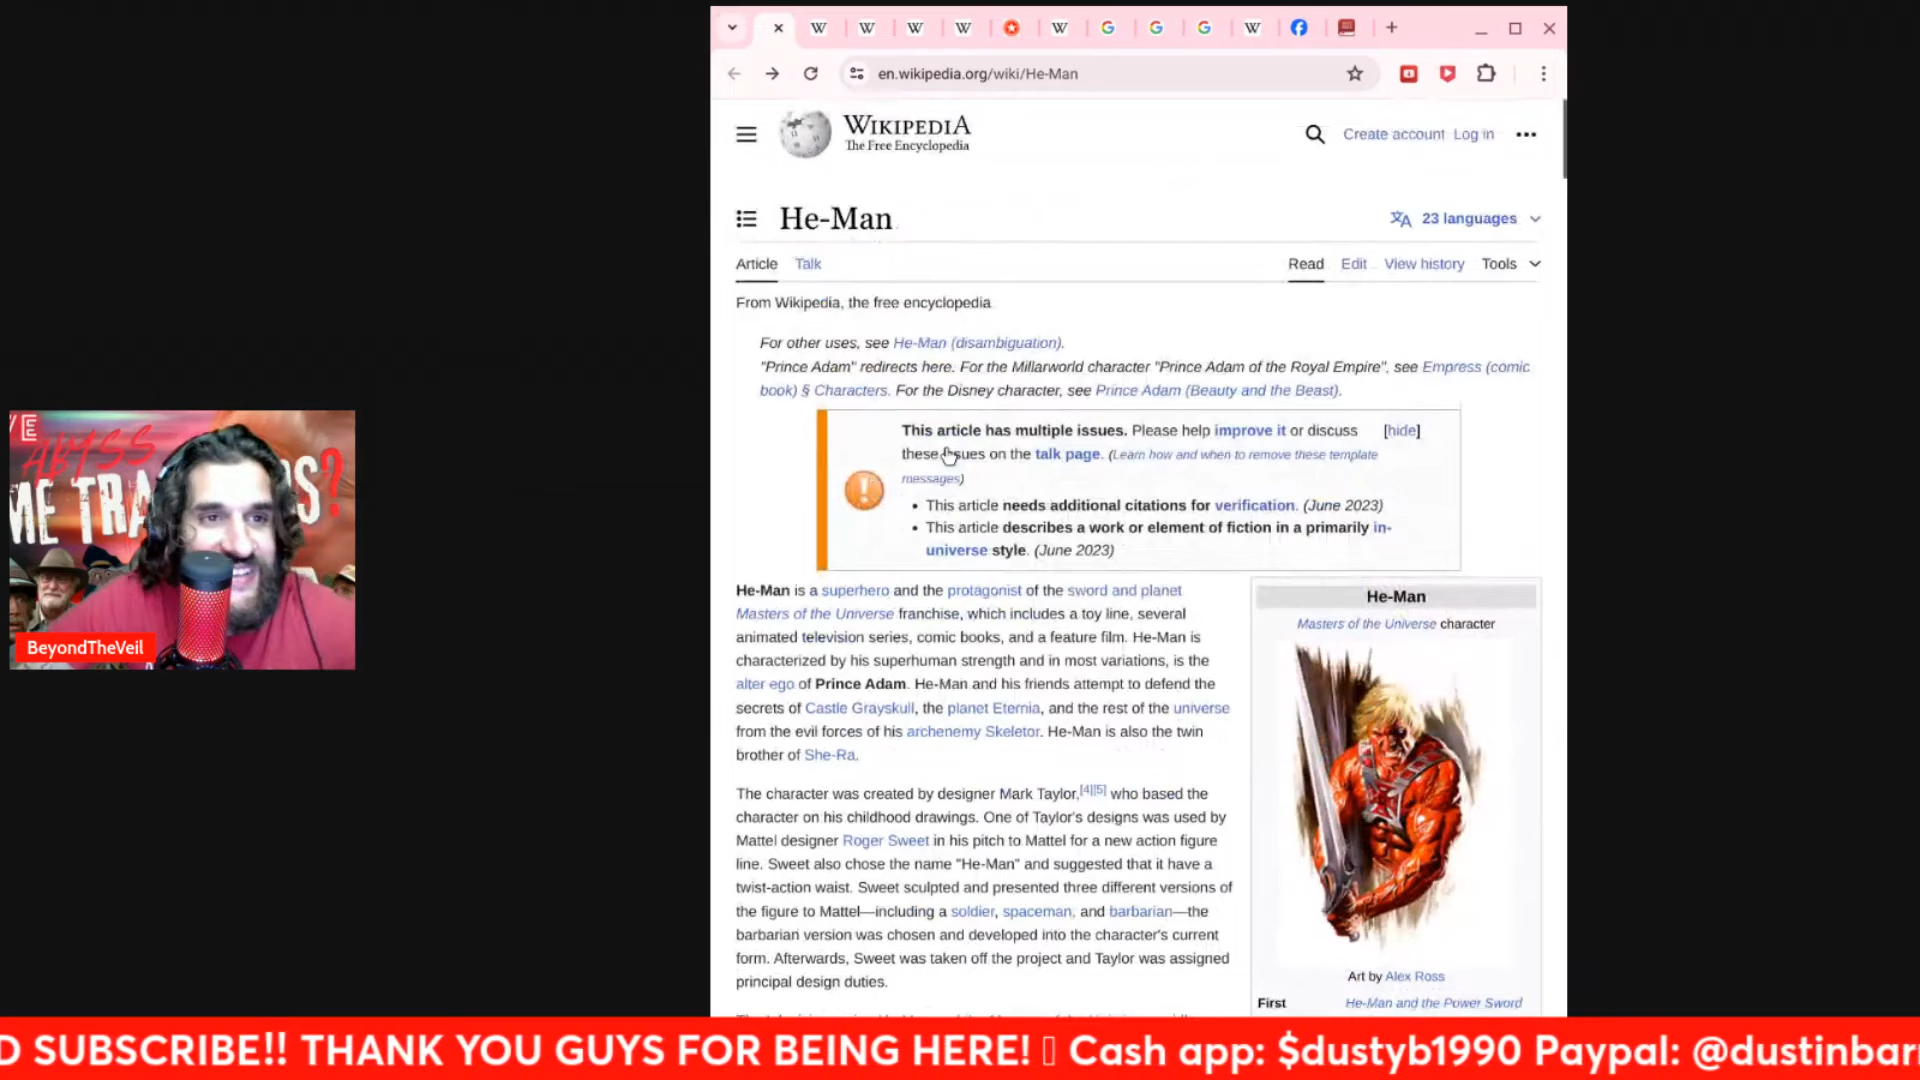 en.wikipedia.org/wiki/He-Man
WIKIPEDIA
The Free Encyclopedia
Create account Log in
He-Man
23 languages
Article Talk
Read Edit View history Tools
From Wikipedia, the free encyclopedia
For other uses, see He-Man (disambiguation).
"Prince Adam" redirects here. For the Millarworld character "Prince Adam of the Royal Empire", see Empress (comic
book) § Characters. For the Disney character, see Prince Adam (Beauty and the Beast).
This article has multiple issues. Please help improve it or discuss [hide]
these issues on the talk page. (Learn how and when to remove these template
messages)
• This article needs additional citations for verification. (June 2023)
• This article describes a work or element of fiction in a primarily in-
universe style. (June 2023)
He-Man is a superhero and the protagonist of the sword and planet
Masters of the Universe franchise, which includes a toy line, several
animated television series, comic books, and a feature film. He-Man is
characterized by his superhuman strength and in most variations, is the
alter ego of Prince Adam. He-Man and his friends attempt to defend the
secrets of Castle Grayskull, the planet Eternia, and the rest of the universe
from the evil forces of his archenemy Skeletor. He-Man is also the twin
brother of She-Ra.
The character was created by designer Mark Taylor,[4][5] who based the
character on his childhood drawings. One of Taylor's designs was used by
Mattel designer Roger Sweet in his pitch to Mattel for a new action figure
line. Sweet also chose the name "He-Man" and suggested that it have a
twist-action waist. Sweet sculpted and presented three different versions of
the figure to Mattel—including a soldier, spaceman, and barbarian—the
barbarian version was chosen and developed into the character's current
form. Afterwards, Sweet was taken off the project and Taylor was assigned
principal design duties.
He-Man
Masters of the Universe character
Art by Alex Ross
First He-Man and the Power Sword
ABYSS
ME TRA
S?
BeyondTheVeil
D SUBSCRIBE!! THANK YOU GUYS FOR BEING HERE! Cash app: $dustyb1990 Paypal: @dustinbarr